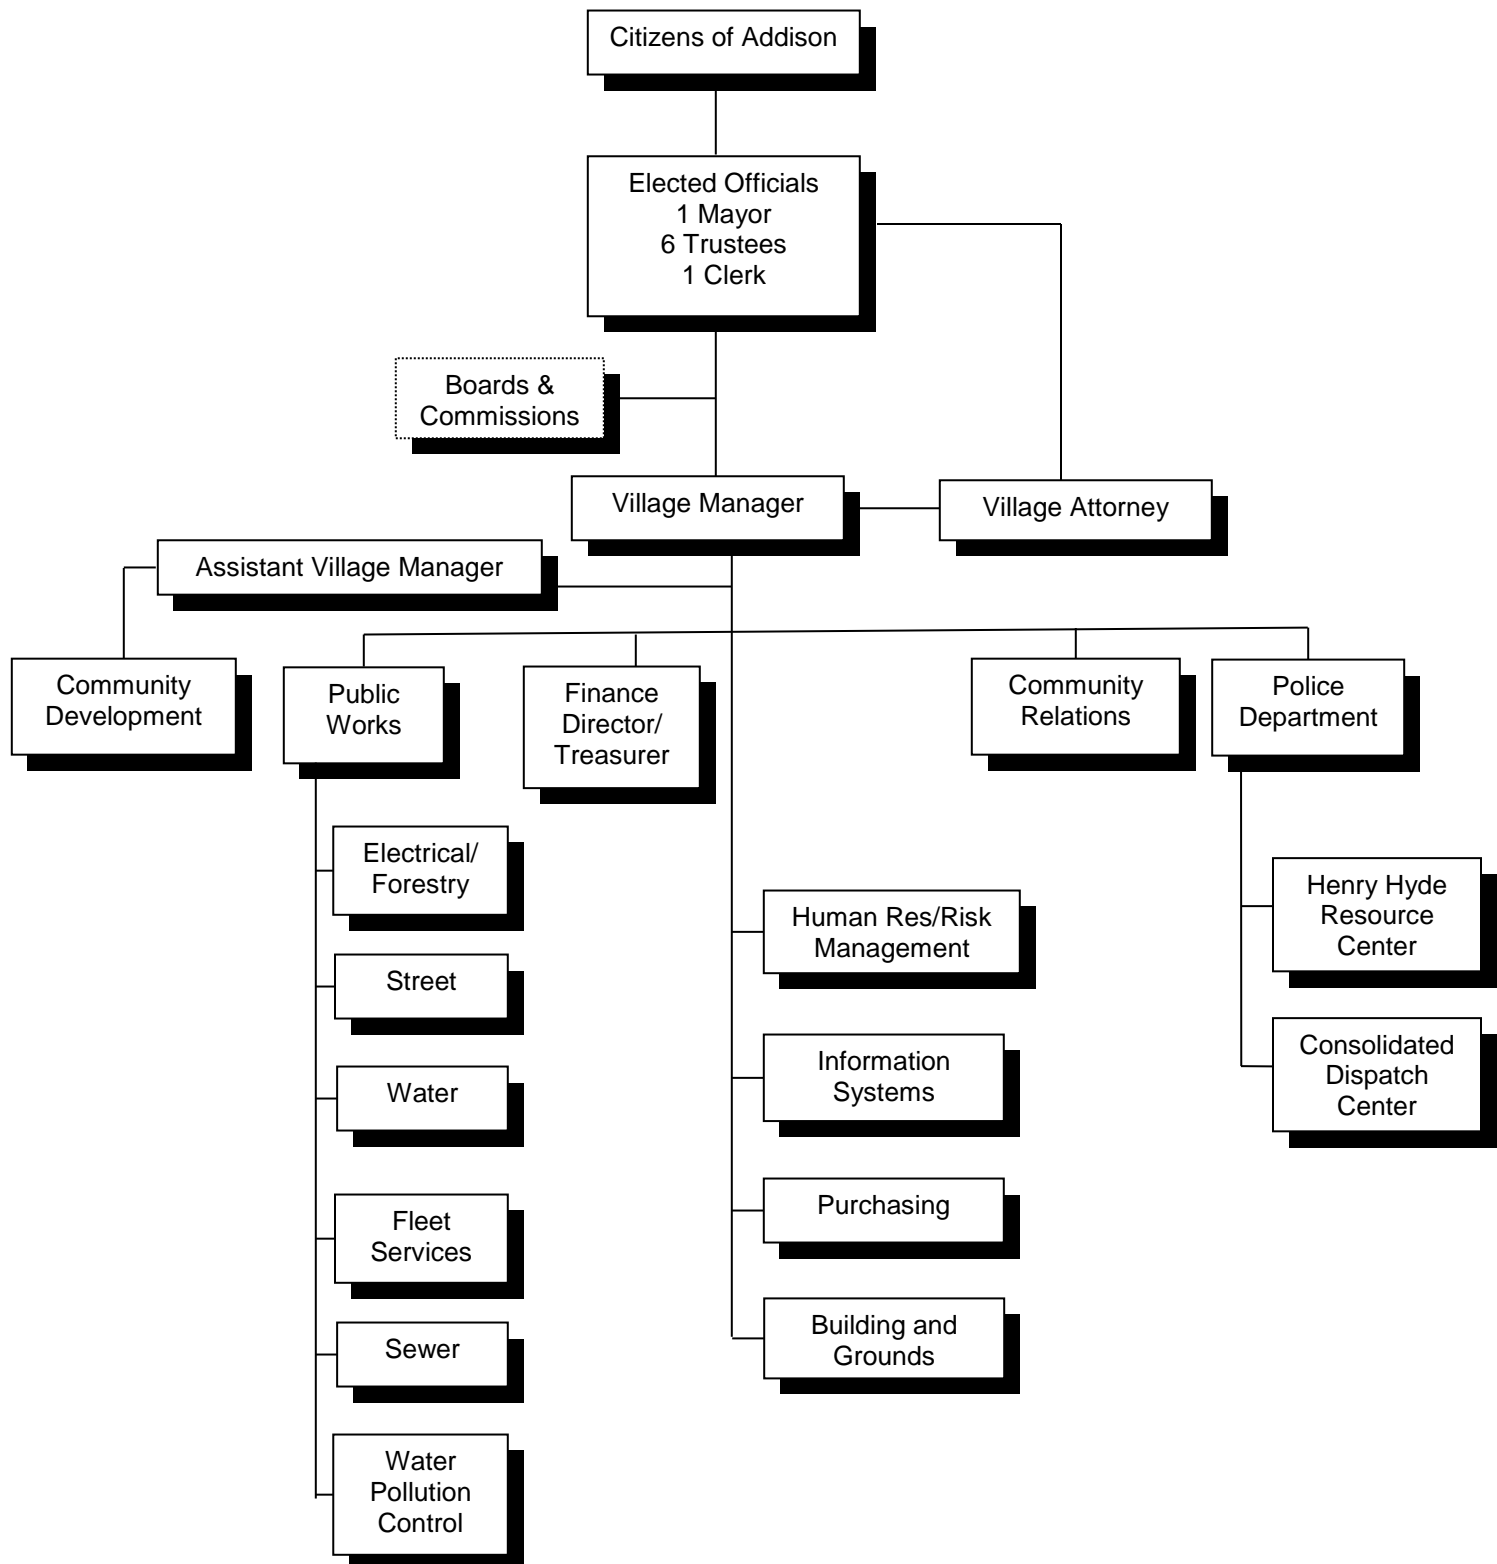 Citizens of Addison
Elected Officials
1 Mayor
6 Trustees
1 Clerk
Boards &
Commissions
Village Manager
Village Attorney
Assistant Village Manager
Community
Development
Public
Works
Finance
Director/
Treasurer
Community
Relations
Police
Department
Electrical/
Forestry
Street
Water
Fleet
Services
Sewer
Water
Pollution
Control
Human Res/Risk
Management
Information
Systems
Purchasing
Building and
Grounds
Henry Hyde
Resource
Center
Consolidated
Dispatch
Center